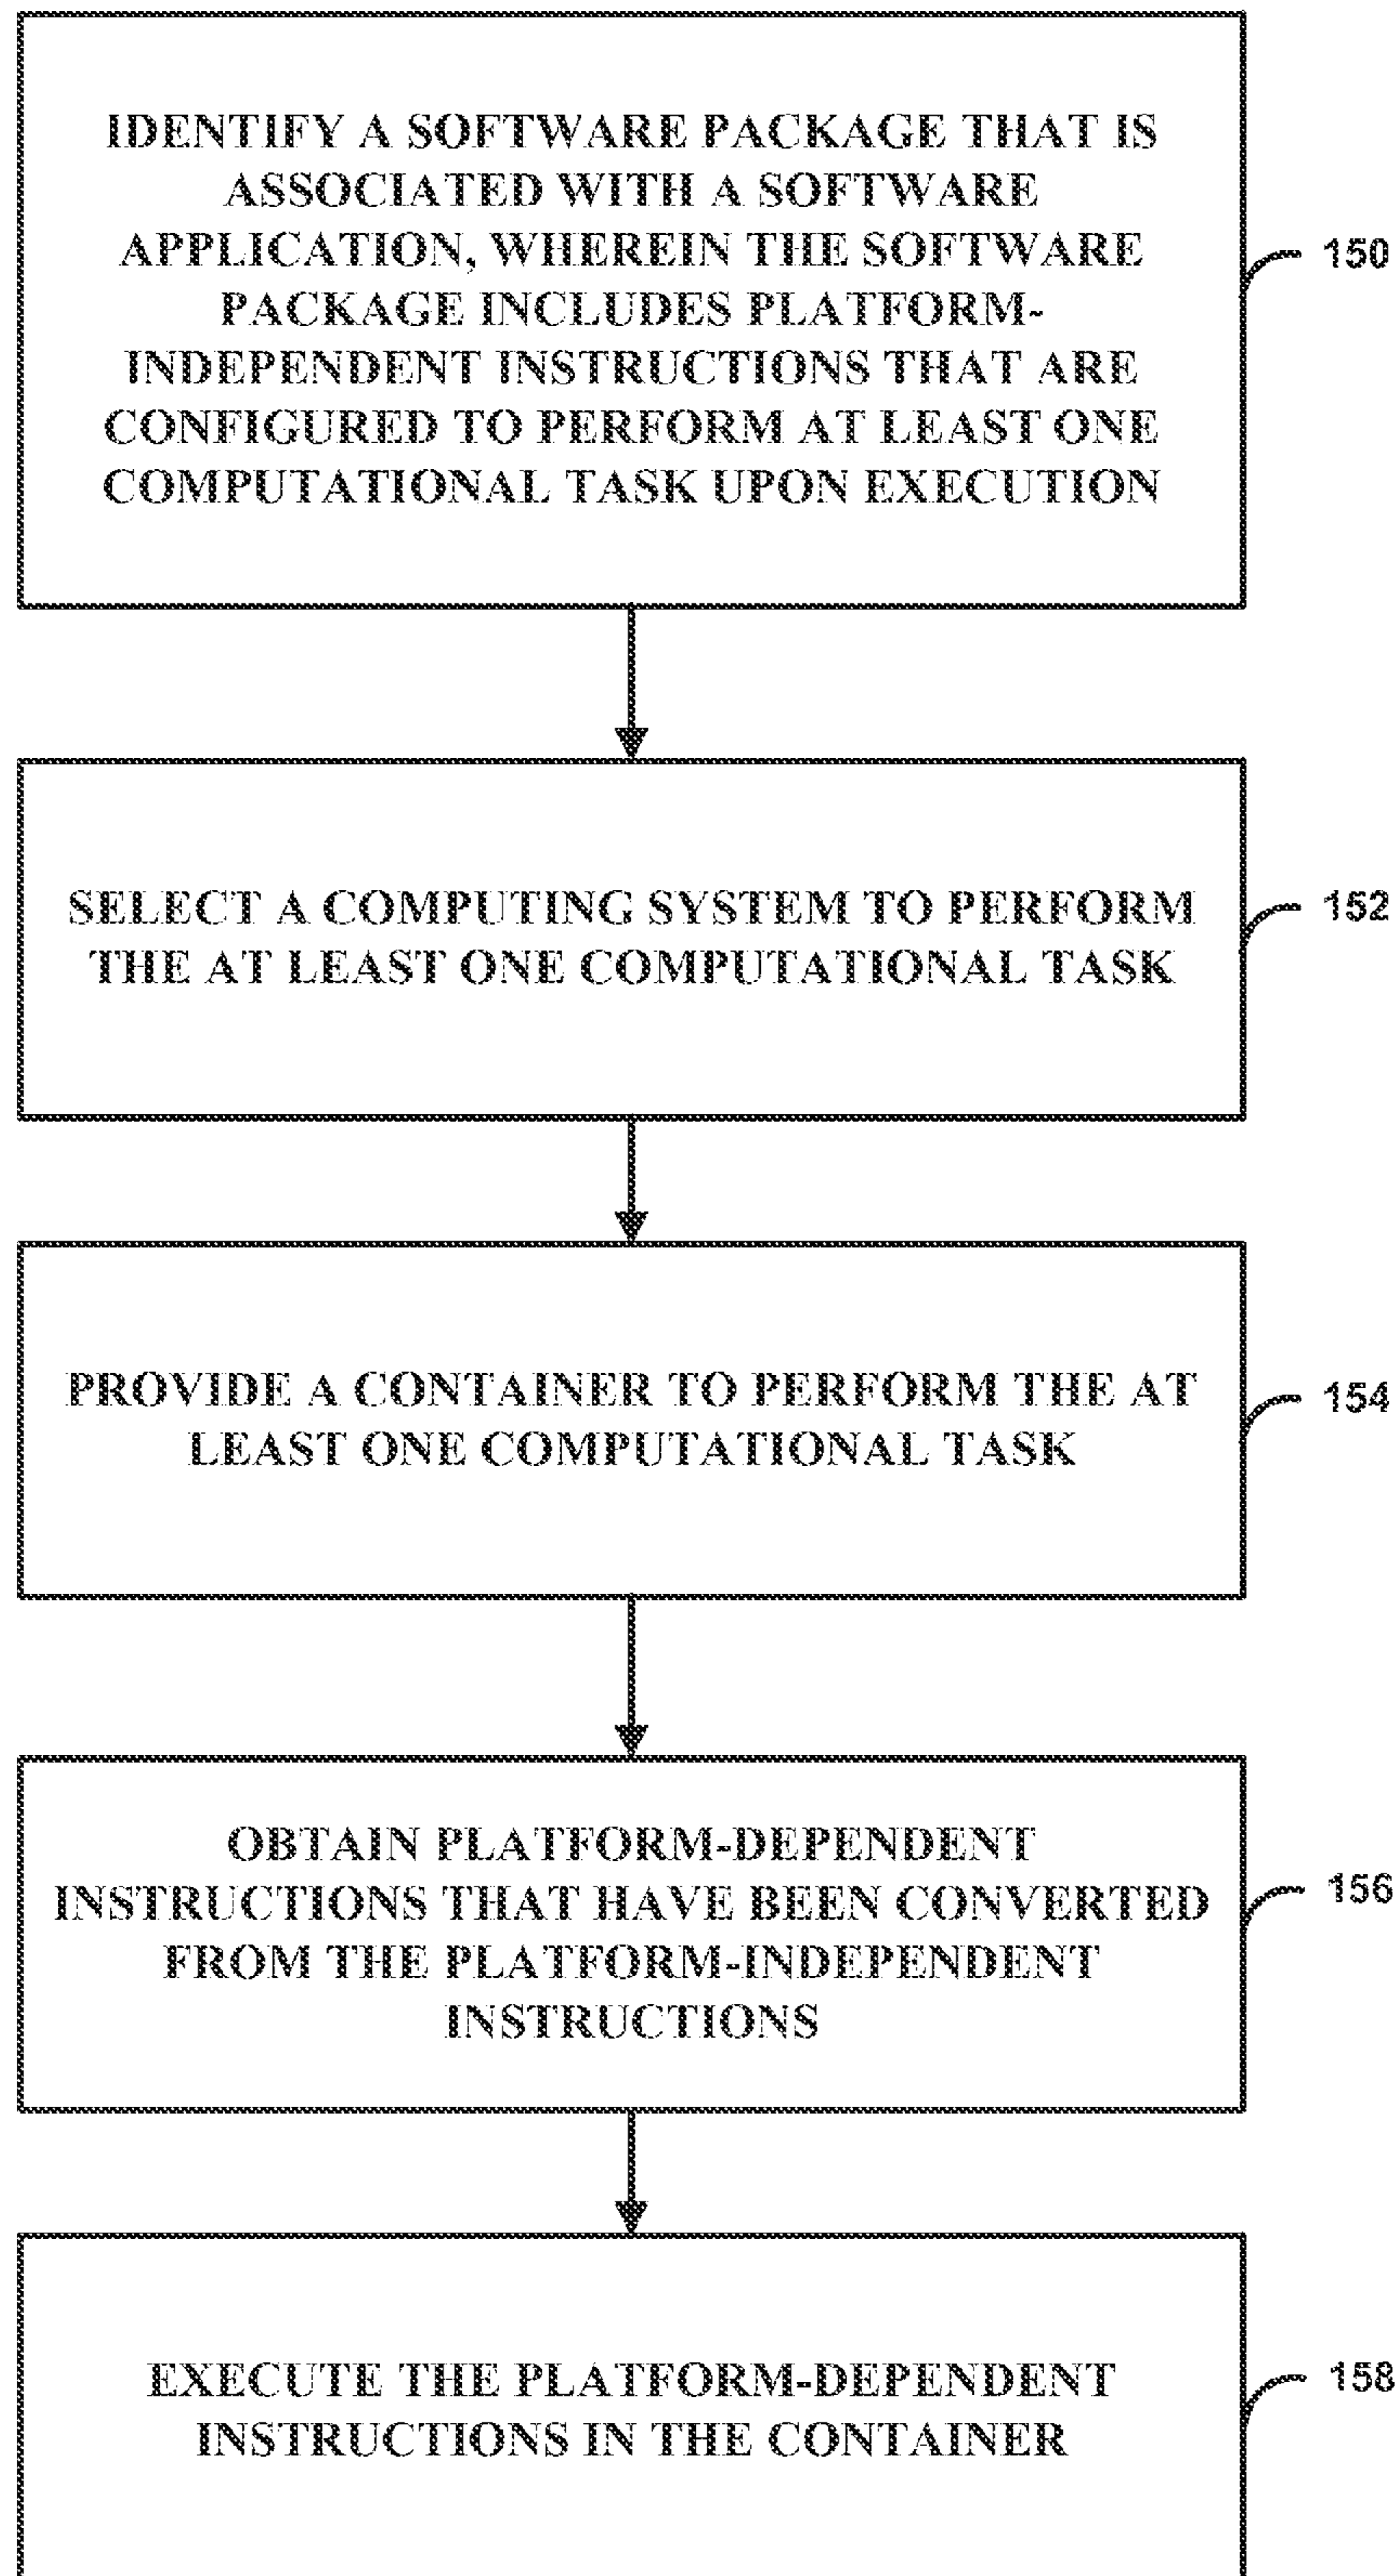 IDENTIFY A SOFTWARE PACKAGE THAT IS
ASSOCIATED WITH A SOFTWARE
APPLICATION, WHEREIN THE SOFTWARE
PACKAGE INCLUDES PLATFORM-
INDEPENDENT INSTRUCTIONS THAT ARE
CONFIGURED TO PERFORM AT LEAST ONE
COMPUTATIONAL TASK UPON EXECUTION
150
SELECT A COMPUTING SYSTEM TO PERFORM
THE AT LEAST ONE COMPUTATIONAL TASK
152
PROVIDE A CONTAINER TO PERFORM THE AT
LEAST ONE COMPUTATIONAL TASK
154
OBTAIN PLATFORM-DEPENDENT
INSTRUCTIONS THAT HAVE BEEN CONVERTED
FROM THE PLATFORM-INDEPENDENT
INSTRUCTIONS
156
EXECUTE THE PLATFORM-DEPENDENT
INSTRUCTIONS IN THE CONTAINER
158